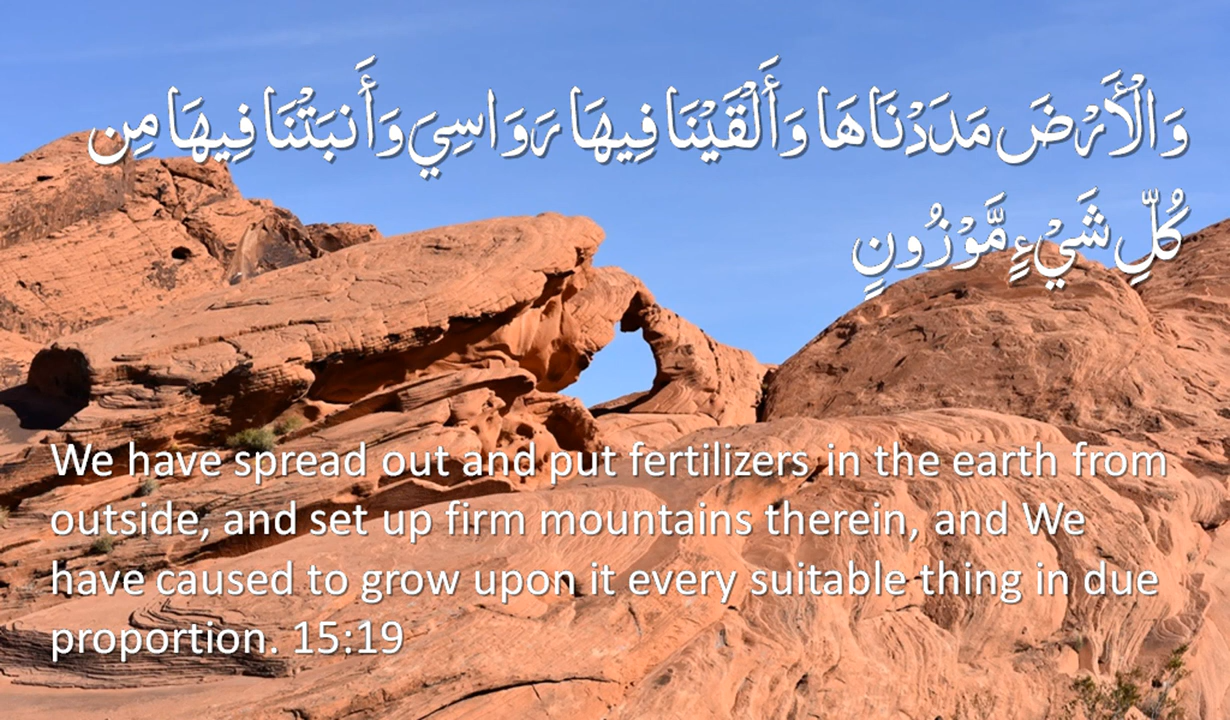 وَالْأَرْضَ مَدَدْنَاهَا وَأَلْقَيْنَا فِيهَا رَوَاسِيَ وَأَنبَتْنَا فِيهَا مِن
كُلِّ شَيْءٍ مَّوْزُونٍ
We have spread out and put fertilizers in the earth from
outside, and set up firm mountains therein, and We
have caused to grow upon it every suitable thing in due
proportion. 15:19